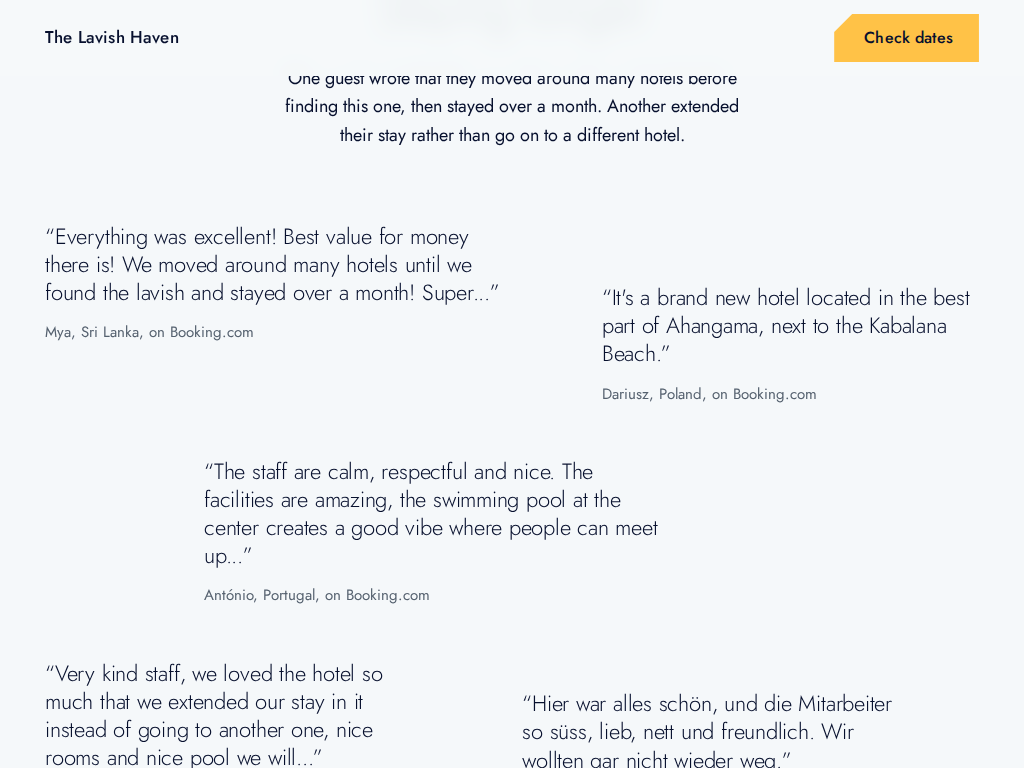 The Lavish Haven
Check dates
One guest wrote that they moved around many hotels before
finding this one, then stayed over a month. Another extended
their stay rather than go on to a different hotel.
“Everything was excellent! Best value for money
there is! We moved around many hotels until we
found the lavish and stayed over a month! Super...”
Mya, Sri Lanka, on Booking.com
“It's a brand new hotel located in the best
part of Ahangama, next to the Kabalana
Beach.”
Dariusz, Poland, on Booking.com
“The staff are calm, respectful and nice. The
facilities are amazing, the swimming pool at the
center creates a good vibe where people can meet
up...”
António, Portugal, on Booking.com
“Very kind staff, we loved the hotel so
much that we extended our stay in it
instead of going to another one, nice
rooms and nice pool we will...”
“Hier war alles schön, und die Mitarbeiter
so süss, lieb, nett und freundlich. Wir
wollten gar nicht wieder weg.”